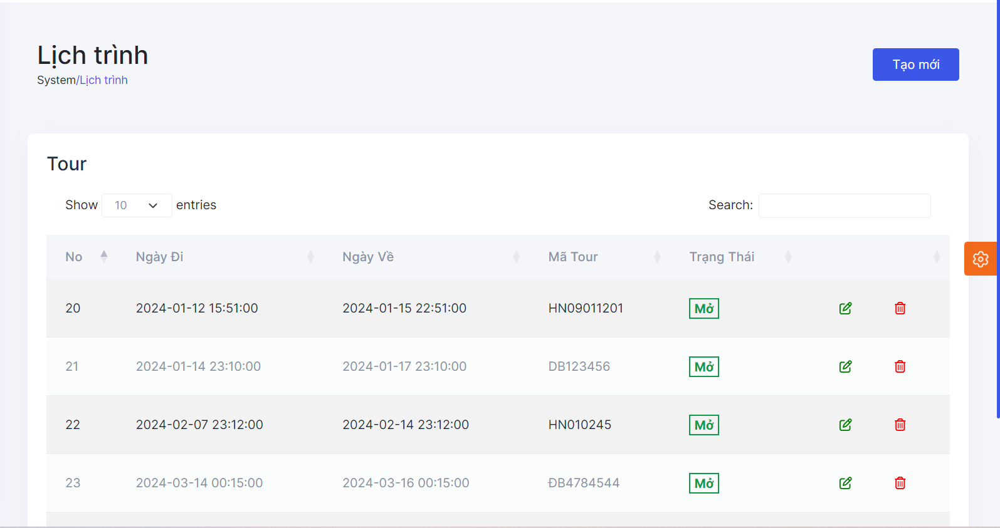 Lịch trình
System/Lịch trình
Tạo mới
Tour
Show 10 entries
Search:
No Ngày Đi Ngày Về Mã Tour Trạng Thái
20 2024-01-12 15:51:00 2024-01-15 22:51:00 HN09011201 Mở
21 2024-01-14 23:10:00 2024-01-17 23:10:00 DB123456 Mở
22 2024-02-07 23:12:00 2024-02-14 23:12:00 HN010245 Mở
23 2024-03-14 00:15:00 2024-03-16 00:15:00 ĐB4784544 Mở